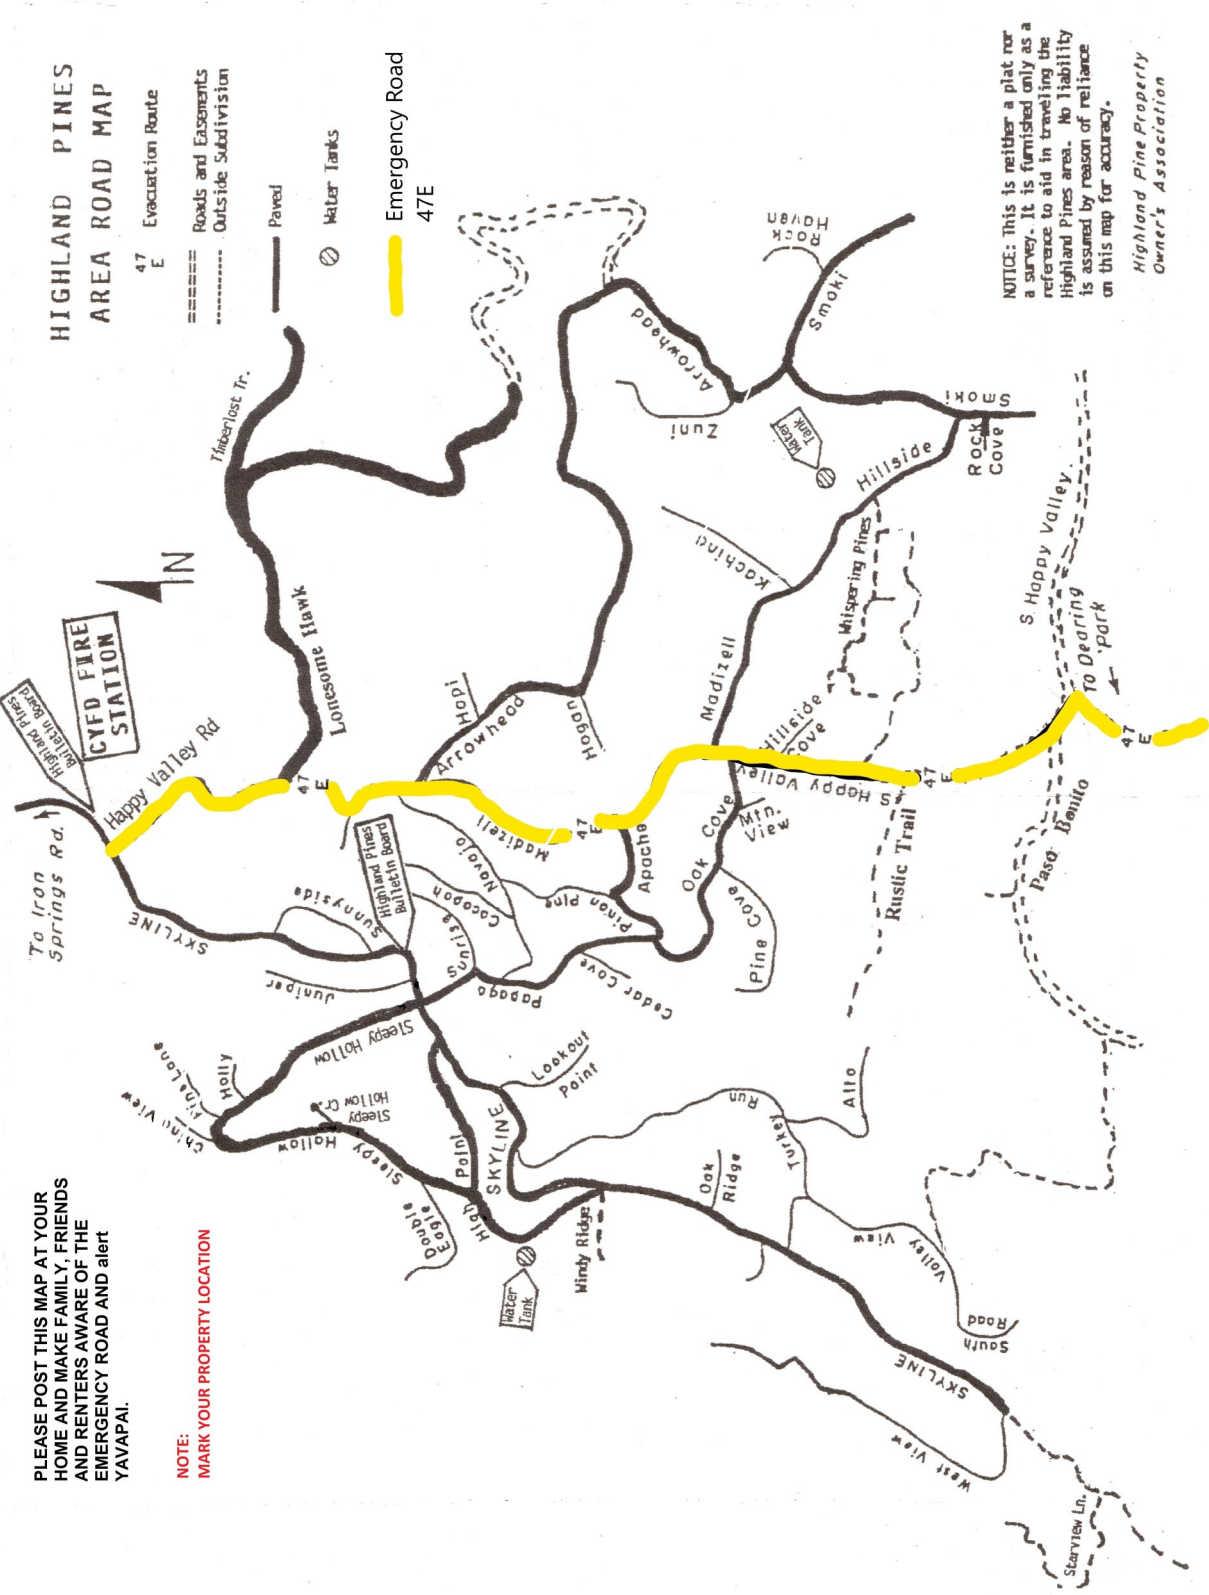 PLEASE POST THIS MAP AT YOUR
HOME AND MAKE FAMILY, FRIENDS
AND RENTERS AWARE OF THE
EMERGENCY ROAD AND alert
YAVAPAI.
NOTE:
MARK YOUR PROPERTY LOCATION
HIGHLAND PINES
AREA ROAD MAP
47
E
Evacuation Route
Roads and Easements
Outside Subdivision
Paved
Water Tanks
Emergency Road
47E
NOTICE: This is neither a plat nor
a survey. It is furnished only as a
reference to aid in traveling the
Highland Pines area. No liability
is assumed by reason of reliance
on this map for accuracy.
Highland Pine Property
Owner's Association
To Iron
Springs Rd.
Highland Pines
Bulletin Board
CYFD FIRE
STATION
N
Happy Valley Rd
SKYLINE
Timberlost Tr.
Lonesome Hawk
47
E
Sunnyside
Juniper
Highland Pines
Bulletin Board
Sunrise
Cocopah
Navajo
Madizell
Arrowhead
Hopi
Hogan
47
E
Apache
Pinon Pine
Papago
Cedar Cove
Oak
Cove
Pine Cove
Mtn.
View
S Happy Valley
Hillside
Cove
Madizell
Kachina
Whispering Pines
Hillside
Arrowhead
Zuni
Water
Tank
Rock
Haven
Smoki
Smoki
Rock
Cove
47
E
Rustic Trail
S. Happy Valley
To Dearing
Park
47
E
Paso Benito
Sleepy Hollow
Holly
Pine Lane
China View
Sleepy
Hollow Cr.
Sleepy
Hollow
Double
Eagle
High
Point
SKYLINE
Lookout
Point
Water
Tank
Windy Ridge
Oak
Ridge
Turkey
Run
Alto
Valley
View
South
Road
SKYLINE
West View
Starview Ln.